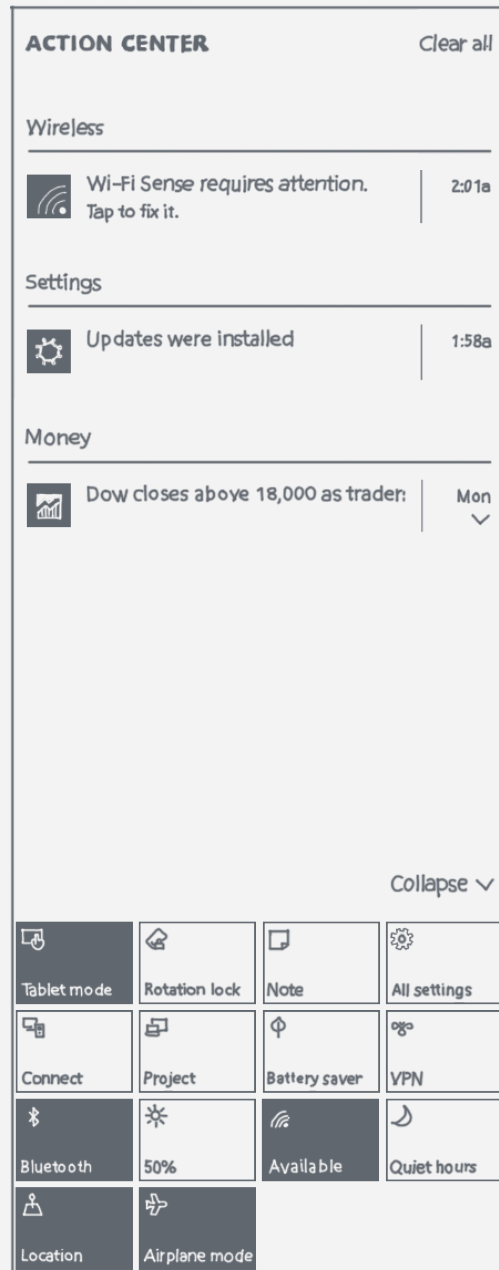 ACTION CENTER Clear all
Wireless
Wi-Fi Sense requires attention. 2:01a
Tap to fix it.
Settings
Updates were installed 1:58a
Money
Dow closes above 18,000 as trader: Mon
Collapse
Tablet mode Rotation lock Note All settings
Connect Project Battery saver VPN
Bluetooth 50% Available Quiet hours
Location Airplane mode